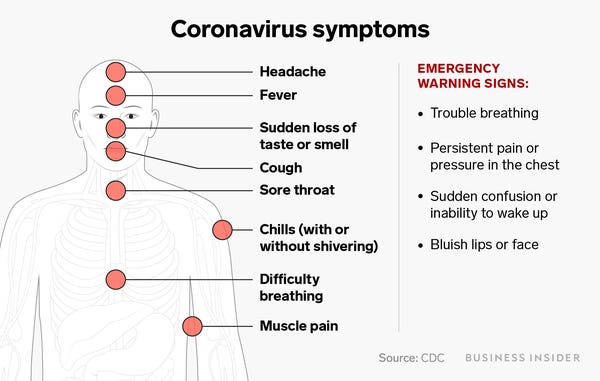 Coronavirus symptoms
Headache
Fever
Sudden loss of
taste or smell
Cough
Sore throat
Chills (with or
without shivering)
Difficulty
breathing
Muscle pain
EMERGENCY
WARNING SIGNS:
• Trouble breathing
• Persistent pain or
pressure in the chest
• Sudden confusion or
inability to wake up
• Bluish lips or face
Source: CDC
BUSINESS INSIDER